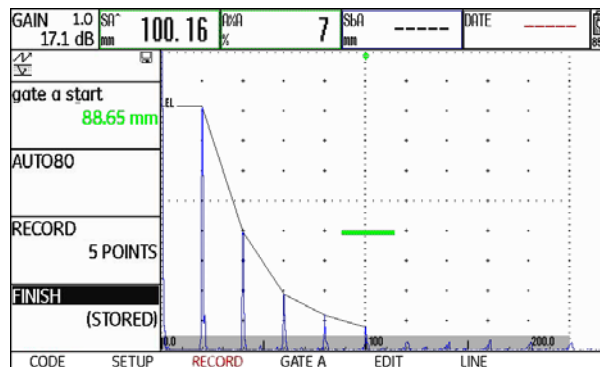 GAIN 1.0 SA^ 100.16 A%A 7 SbA ----- DATE -----
17.1 dB mm % mm
gate a start
88.65 mm
EL
AUTO80
RECORD
5 POINTS
FINISH
(STORED)
0.0 100 200.0
CODE SETUP RECORD GATE A EDIT LINE